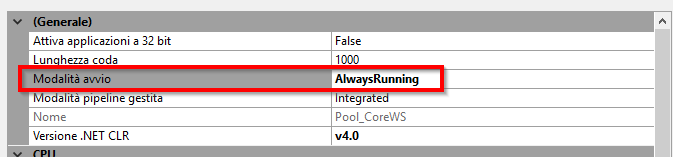 (Generale)
Attiva applicazioni a 32 bit False
Lunghezza coda 1000
Modalità avvio AlwaysRunning
Modalità pipeline gestita Integrated
Nome Pool_CoreWS
Versione .NET CLR v4.0
CPU